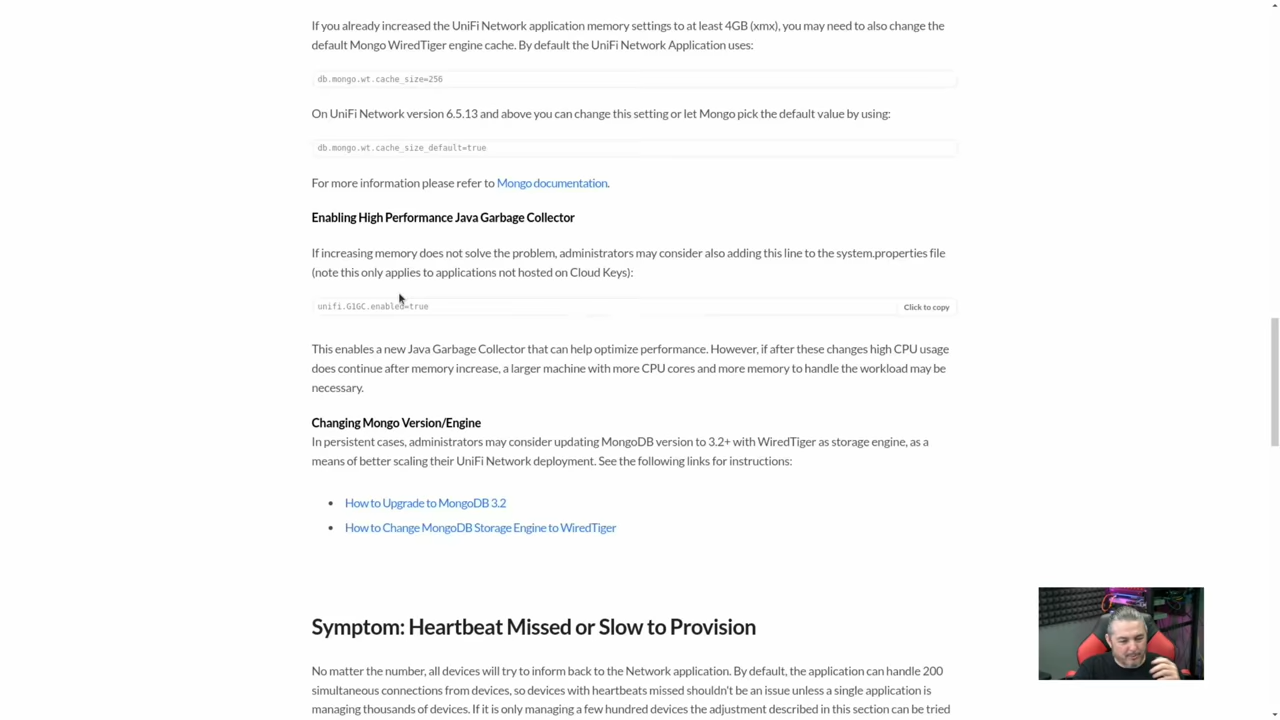 If you already increased the UniFi Network application memory settings to at least 4GB (xmx), you may need to also change the
default Mongo WiredTiger engine cache. By default the UniFi Network Application uses:
db.mongo.wt.cache_size=256
On UniFi Network version 6.5.13 and above you can change this setting or let Mongo pick the default value by using:
db.mongo.wt.cache_size_default=true
For more information please refer to Mongo documentation.
Enabling High Performance Java Garbage Collector
If increasing memory does not solve the problem, administrators may consider also adding this line to the system.properties file
(note this only applies to applications not hosted on Cloud Keys):
unifi.G1GC.enabled=true
Click to copy
This enables a new Java Garbage Collector that can help optimize performance. However, if after these changes high CPU usage
does continue after memory increase, a larger machine with more CPU cores and more memory to handle the workload may be
necessary.
Changing Mongo Version/Engine
In persistent cases, administrators may consider updating MongoDB version to 3.2+ with WiredTiger as storage engine, as a
means of better scaling their UniFi Network deployment. See the following links for instructions:
• How to Upgrade to MongoDB 3.2
• How to Change MongoDB Storage Engine to WiredTiger
Symptom: Heartbeat Missed or Slow to Provision
No matter the number, all devices will try to inform back to the Network application. By default, the application can handle 200
simultaneous connections from devices, so devices with heartbeats missed shouldn't be an issue unless a single application is
managing thousands of devices. If it is only managing a few hundred devices the adjustment described in this section can be tried